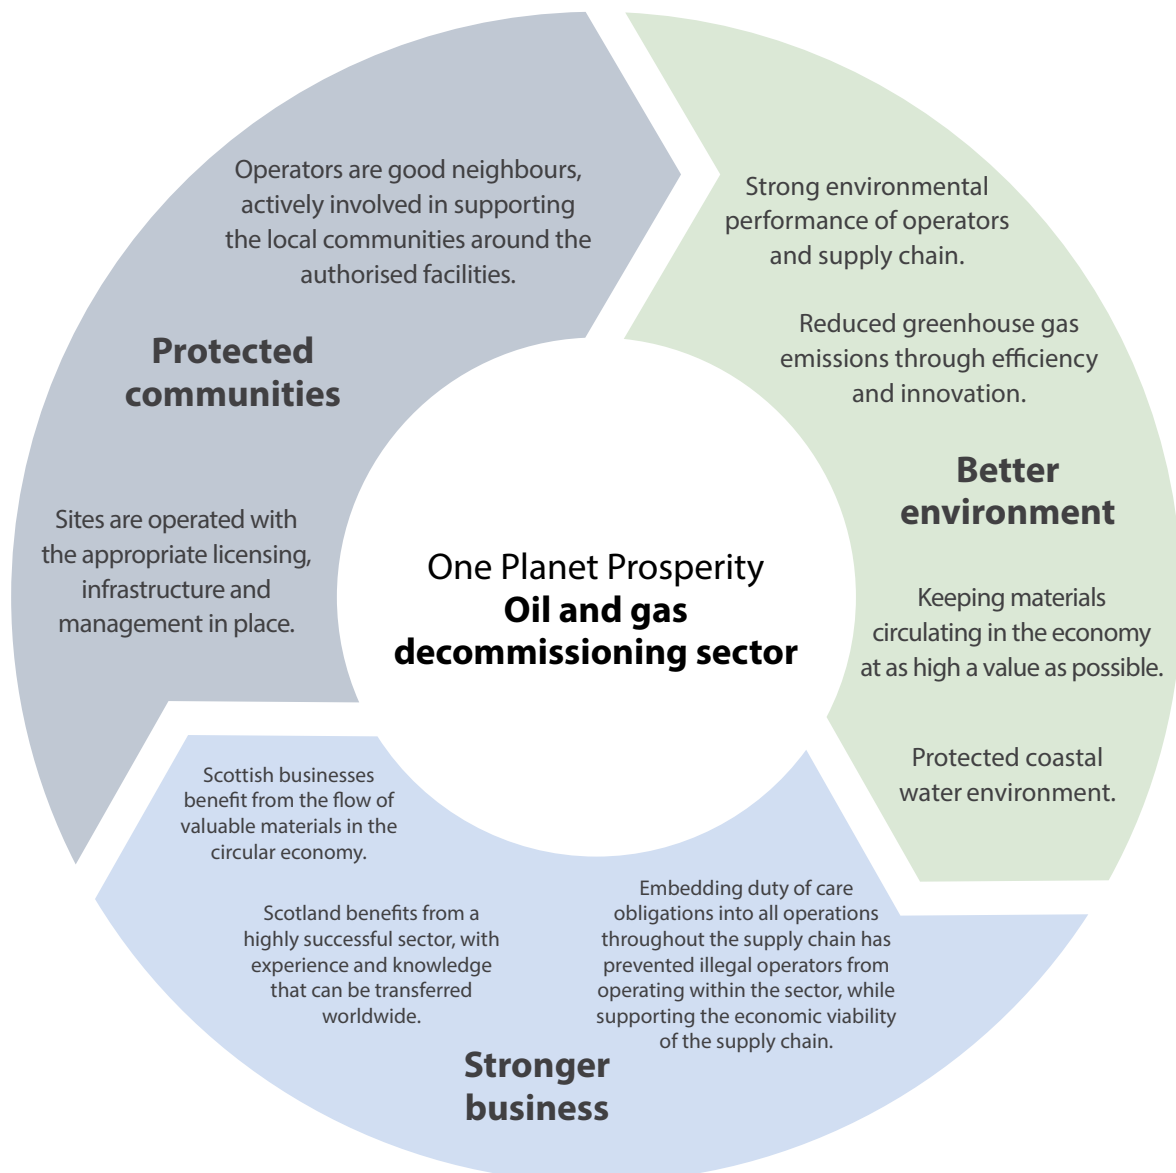 Operators are good neighbours,
actively involved in supporting
the local communities around the
authorised facilities.
Protected
communities
Sites are operated with
the appropriate licensing,
infrastructure and
management in place.
Strong environmental
performance of operators
and supply chain.
Reduced greenhouse gas
emissions through efficiency
and innovation.
Better
environment
Keeping materials
circulating in the economy
at as high a value as possible.
Protected coastal
water environment.
One Planet Prosperity
Oil and gas
decommissioning sector
Scottish businesses
benefit from the flow of
valuable materials in the
circular economy.
Scotland benefits from a
highly successful sector, with
experience and knowledge
that can be transferred
worldwide.
Embedding duty of care
obligations into all operations
throughout the supply chain has
prevented illegal operators from
operating within the sector, while
supporting the economic viability
of the supply chain.
Stronger
business